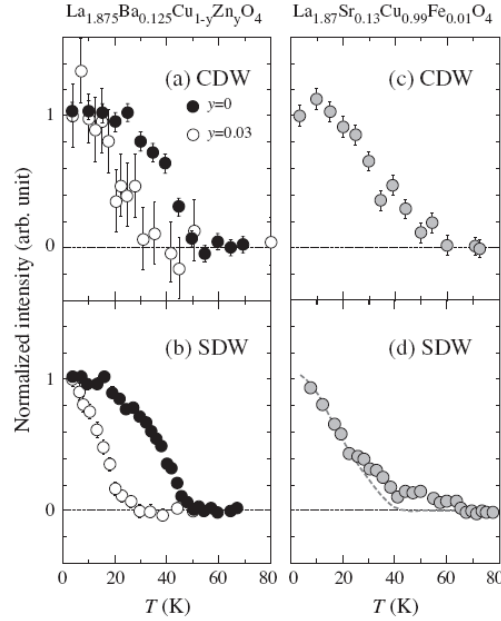 La1.875Ba0.125Cu1-yZnyO4
La1.87Sr0.13Cu0.99Fe0.01O4
(a) CDW
y=0
y=0.03
(c) CDW
1
0
Normalized intensity (arb. unit)
(b) SDW
(d) SDW
1
0
0 20 40 60 80
0 20 40 60 80
T (K)
T (K)